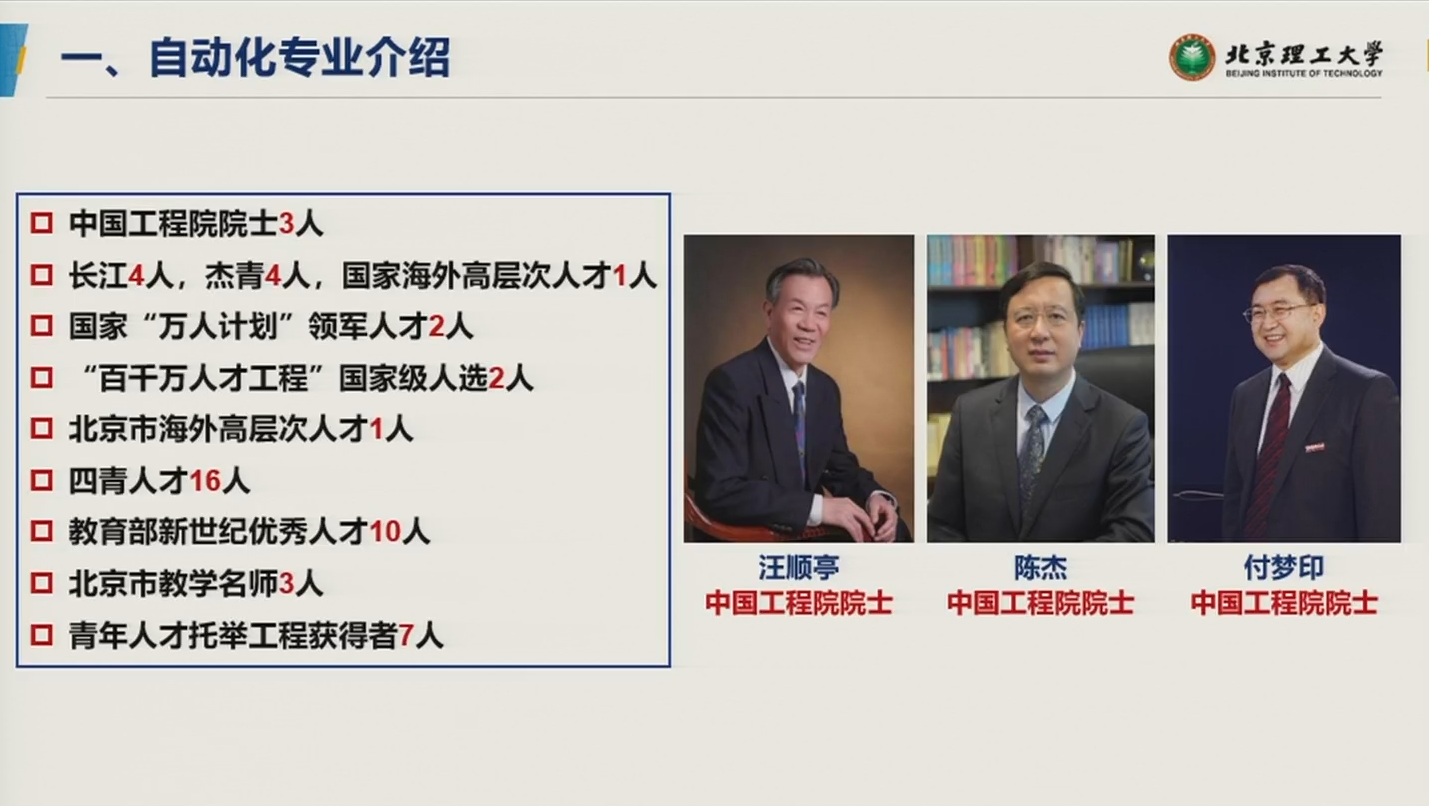 一、自动化专业介绍
北京理工大学
BEIJING INSTITUTE OF TECHNOLOGY
中国工程院院士3人
长江4人，杰青4人，国家海外高层次人才1人
国家“万人计划”领军人才2人
“百千万人才工程”国家级人选2人
北京市海外高层次人才1人
四青人才16人
教育部新世纪优秀人才10人
北京市教学名师3人
青年人才托举工程获得者7人
汪顺亭
中国工程院院士
陈杰
中国工程院院士
付梦印
中国工程院院士